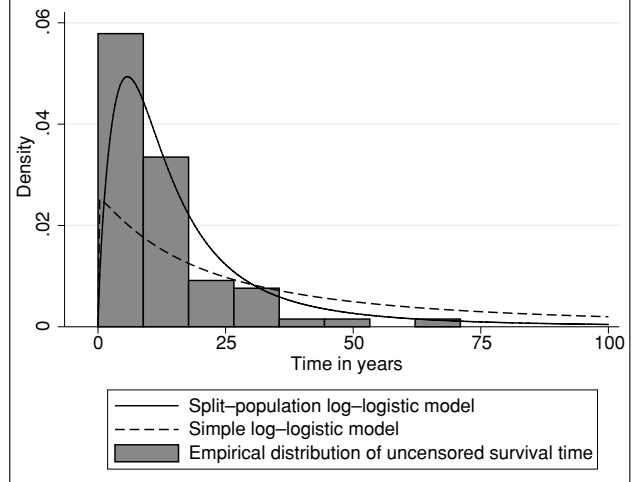 .06
.04
.02
0
Density
0 25 50 75 100
Time in years
Split–population log–logistic model
Simple log–logistic model
Empirical distribution of uncensored survival time